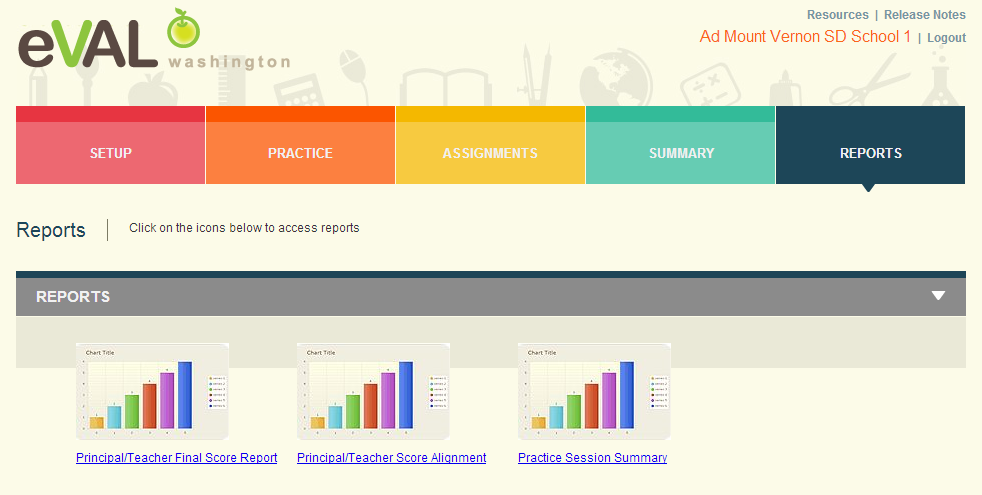 eVAL
washington
Resources | Release Notes
Ad Mount Vernon SD School 1 | Logout
SETUP
PRACTICE
ASSIGNMENTS
SUMMARY
REPORTS
Reports
Click on the icons below to access reports
REPORTS
Chart Title
Chart Title
Chart Title
Principal/Teacher Final Score Report
Principal/Teacher Score Alignment
Practice Session Summary